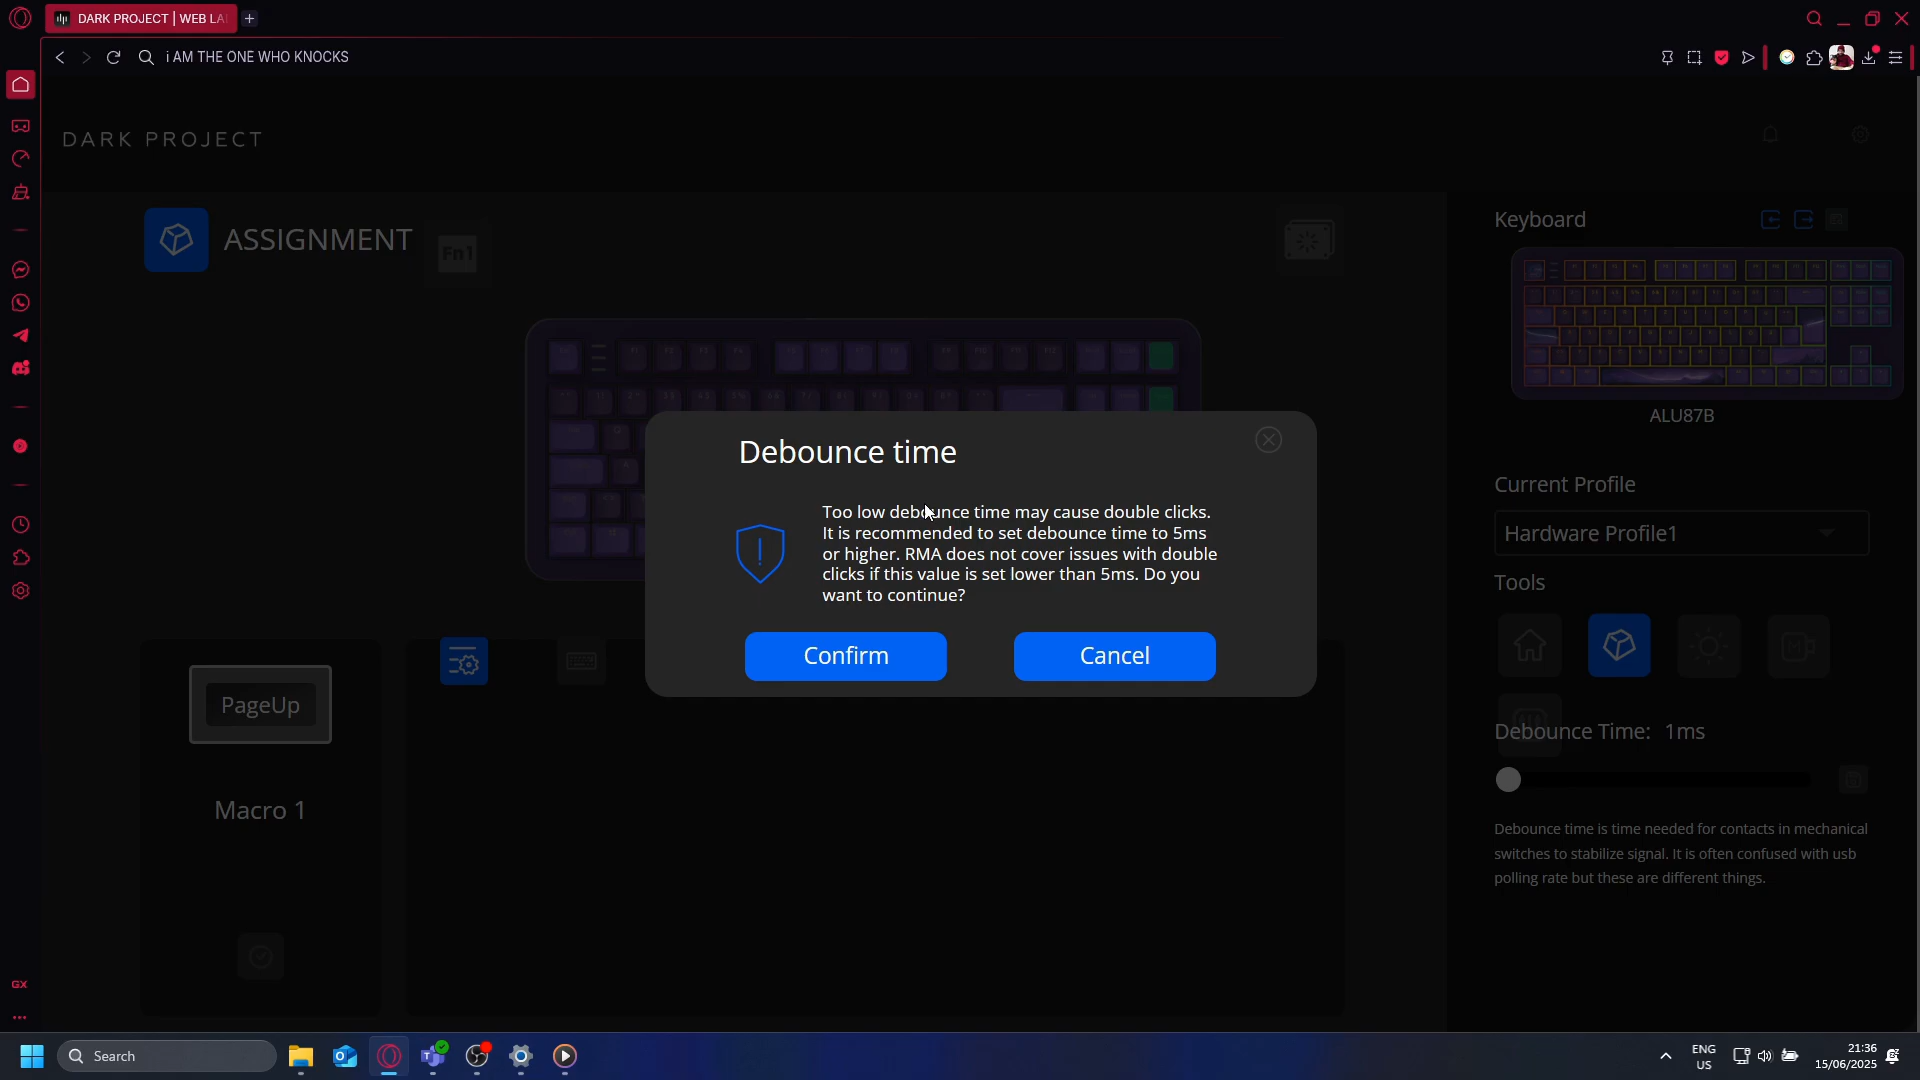 DARK PROJECT | WEB LA
i AM THE ONE WHO KNOCKS
DARK PROJECT
ASSIGNMENT
Fn1
Keyboard
ALU87B
Current Profile
Hardware Profile1
Tools
Debounce time
Too low debounce time may cause double clicks.
It is recommended to set debounce time to 5ms
or higher. RMA does not cover issues with double
clicks if this value is set lower than 5ms. Do you
want to continue?
Confirm
Cancel
PageUp
Macro 1
Debounce Time: 1ms
Debounce time is time needed for contacts in mechanical
switches to stabilize signal. It is often confused with usb
polling rate but these are different things.
GX
Search
ENG
US
21:36
15/06/2025